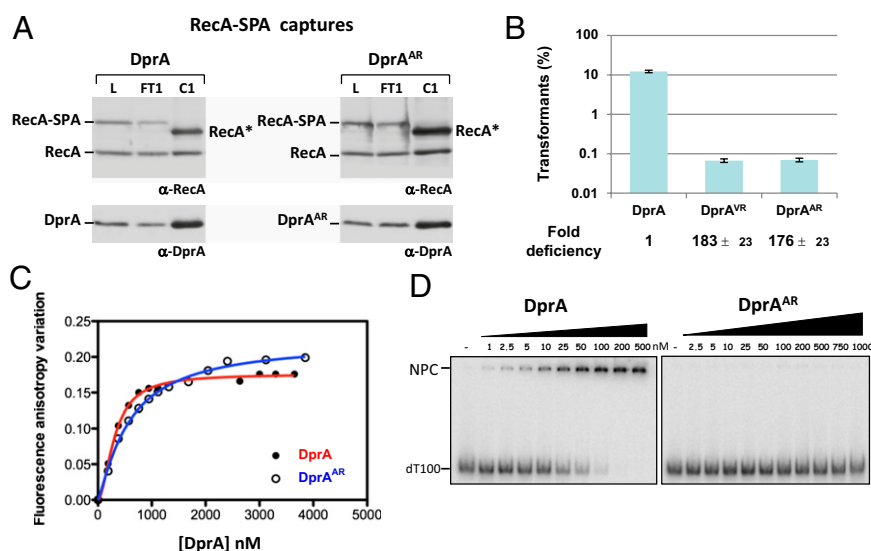 A
RecA-SPA captures
DprA
DprA^AR
L FT1 C1
L FT1 C1
RecA-SPA
RecA*
RecA-SPA
RecA*
RecA
RecA
α-RecA
α-RecA
DprA
DprA^AR
α-DprA
α-DprA
B
Transformants (%)
100
10
1
0.1
0.01
DprA DprA^VR DprA^AR
Fold deficiency
1 183 ± 23 176 ± 23
C
Fluorescence anisotropy variation
0.25
0.20
0.15
0.10
0.05
0.00
0 1000 2000 3000 4000 5000
DprA
DprA^AR
[DprA] nM
D
DprA
DprA^AR
- 1 2.5 5 10 25 50 100 200 500 nM
- 2.5 5 10 25 50 100 200 500 750 1000
NPC
dT100